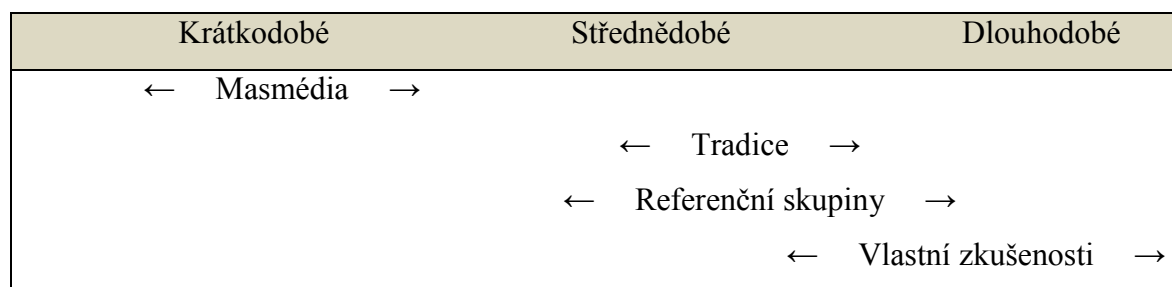 Krátkodobé Střednědobé Dlouhodobé
← Masmédia →
← Tradice →
← Referenční skupiny →
← Vlastní zkušenosti →